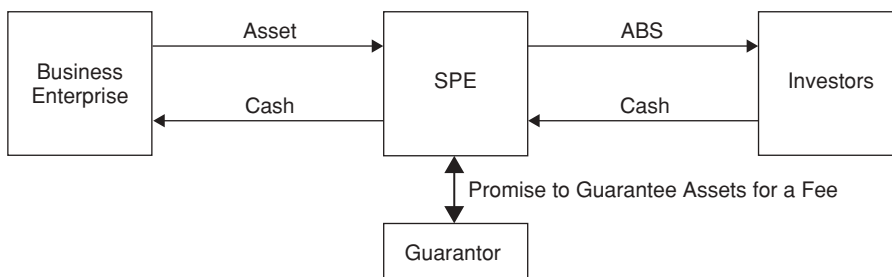 Asset
ABS
Business
Enterprise
SPE
Investors
Cash
Cash
Promise to Guarantee Assets for a Fee
Guarantor